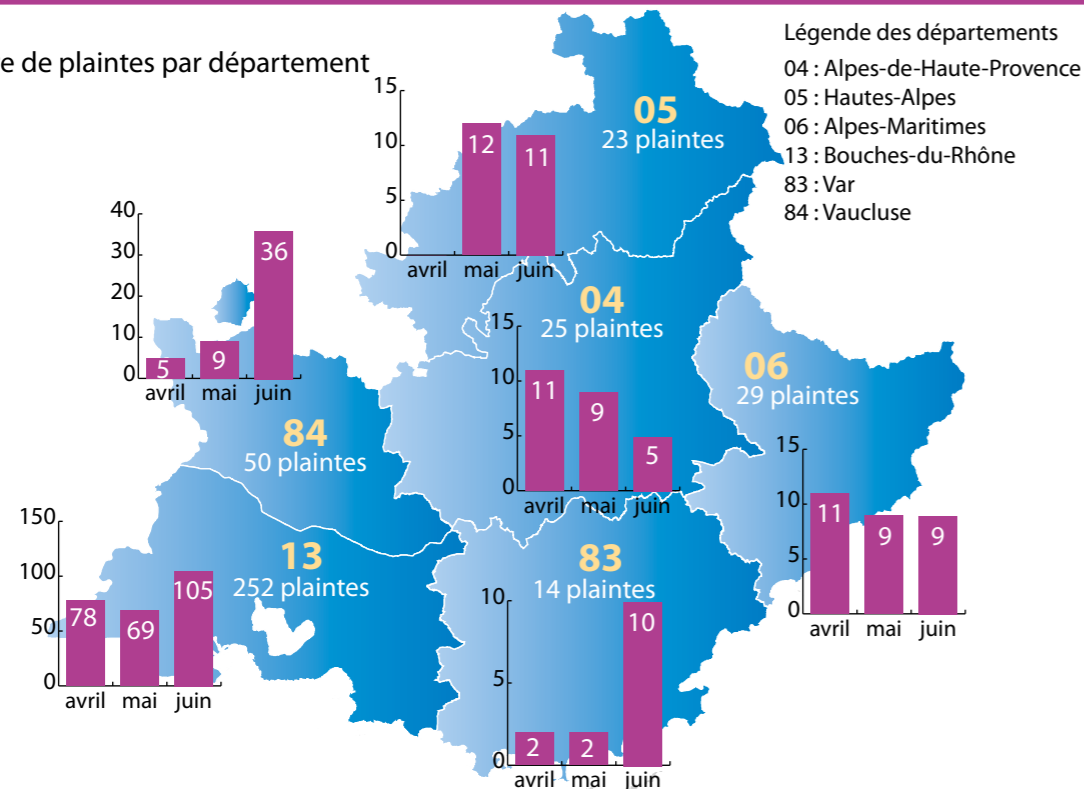 e de plaintes par département
Légende des départements
04 : Alpes-de-Haute-Provence
05 : Hautes-Alpes
06 : Alpes-Maritimes
13 : Bouches-du-Rhône
83 : Var
84 : Vaucluse
05
23 plaintes
15
10
5
0
12
11
avril mai juin
84
50 plaintes
40
30
20
10
0
5
9
36
avril mai juin
04
25 plaintes
15
10
5
0
11
9
5
avril mai juin
06
29 plaintes
15
10
5
0
11
9
9
avril mai juin
13
252 plaintes
150
100
50
0
78
69
105
avril mai juin
83
14 plaintes
10
5
0
2
2
10
avril mai juin